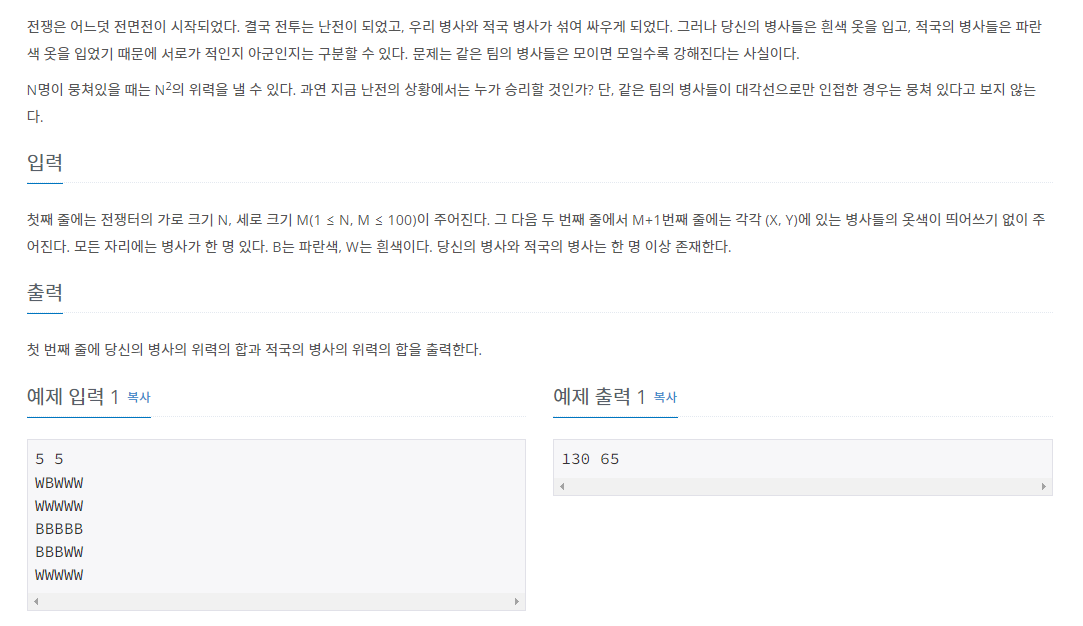 전쟁은 어느덧 전면전이 시작되었다. 결국 전투는 난전이 되었고, 우리 병사와 적국 병사가 섞여 싸우게 되었다. 그러나 당신의 병사들은 흰색 옷을 입고, 적국의 병사들은 파란
색 옷을 입었기 때문에 서로가 적인지 아군인지는 구분할 수 있다. 문제는 같은 팀의 병사들은 모이면 모일수록 강해진다는 사실이다.
N명이 뭉쳐있을 때는 N²의 위력을 낼 수 있다. 과연 지금 난전의 상황에서는 누가 승리할 것인가? 단, 같은 팀의 병사들이 대각선으로만 인접한 경우는 뭉쳐 있다고 보지 않는
다.
입력
첫째 줄에는 전쟁터의 가로 크기 N, 세로 크기 M(1 ≤ N, M ≤ 100)이 주어진다. 그 다음 두 번째 줄에서 M+1번째 줄에는 각각 (X, Y)에 있는 병사들의 옷색이 띄어쓰기 없이 주
어진다. 모든 자리에는 병사가 한 명 있다. B는 파란색, W는 흰색이다. 당신의 병사와 적국의 병사는 한 명 이상 존재한다.
출력
첫 번째 줄에 당신의 병사의 위력의 합과 적국의 병사의 위력의 합을 출력한다.
예제 입력 1 복사
5 5
WBWWW
WWWWW
BBBBB
BBBWW
WWWWW
예제 출력 1 복사
130 65